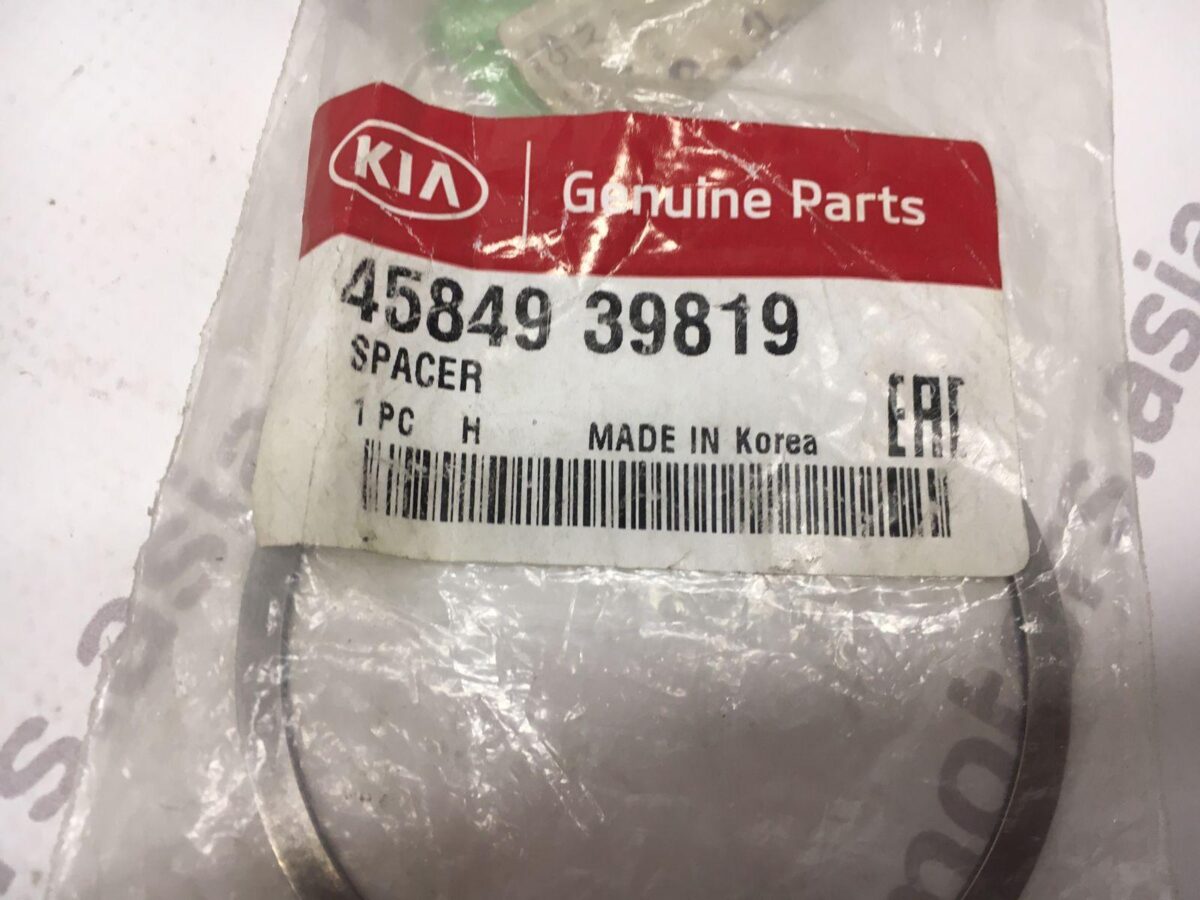 KIA Genuine Parts
45849 39819
SPACER
1 PC H MADE IN Korea
EAC